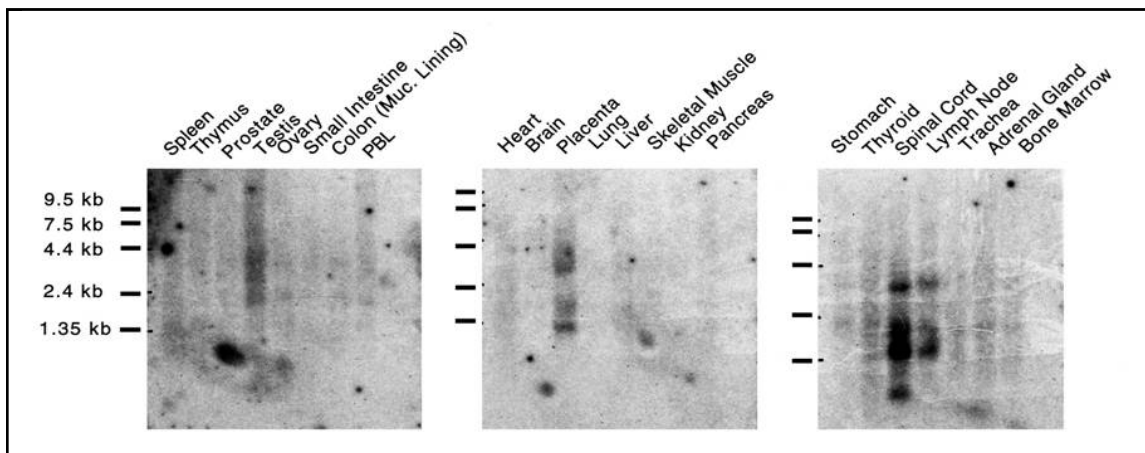 Spleen
Thymus
Prostate
Testis
Ovary
Small Intestine
Colon (Muc. Lining)
PBL
Heart
Brain
Placenta
Lung
Liver
Skeletal Muscle
Kidney
Pancreas
Stomach
Thyroid
Spinal Cord
Lymph Node
Trachea
Adrenal Gland
Bone Marrow
9.5 kb
7.5 kb
4.4 kb
2.4 kb
1.35 kb